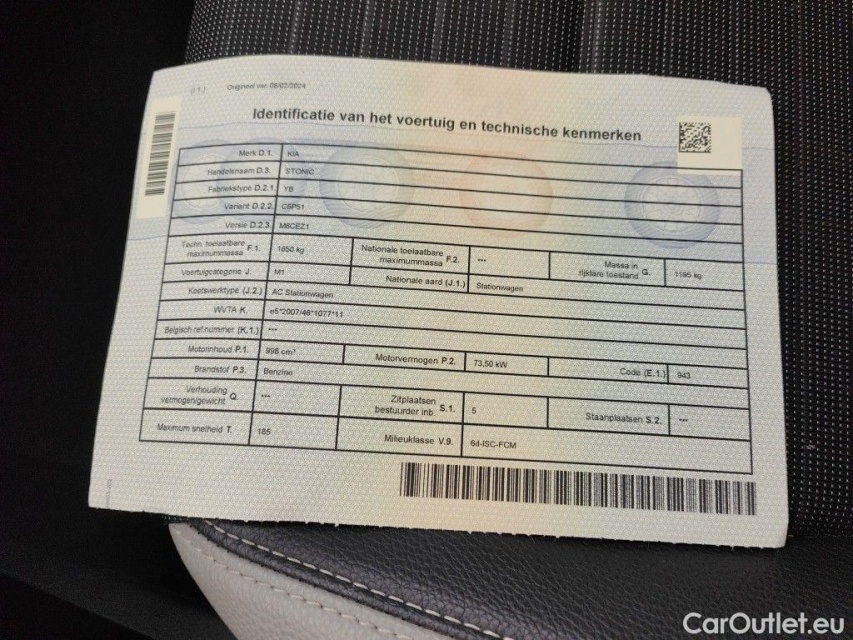 (1.1) Origineel van 08/02/2024
Identificatie van het voertuig en technische kenmerken
Merk D.1. KIA
Handelsnaam D.3. STONIC
Fabriekstype D.2.1. YB
Variant D.2.2. C5P51
Versie D.2.3. M6CEZ1
Techn. toelaatbare maximummassa F.1. 1650 kg Nationale toelaatbare maximummassa F.2. --- Massa in rijklare toestand G. 1195 kg
Voertuigcategorie J. M1 Nationale aard (J.1.) Stationwagen
Koetswerktype (J.2.) AC Stationwagen
WVTA K. e5*2007/46*1077*11
Belgisch ref.nummer (K.1.) ---
Motorinhoud P.1. 998 cm³ Motorvermogen P.2. 73,50 kW Code (E.1.) 943
Brandstof P.3. Benzine
Verhouding vermogen/gewicht Q. --- Zitplaatsen bestuurder inb. S.1. 5 Staanplaatsen S.2. ---
Maximum snelheid T. 185 Milieuklasse V.9. 6d-ISC-FCM
CarOutlet.eu